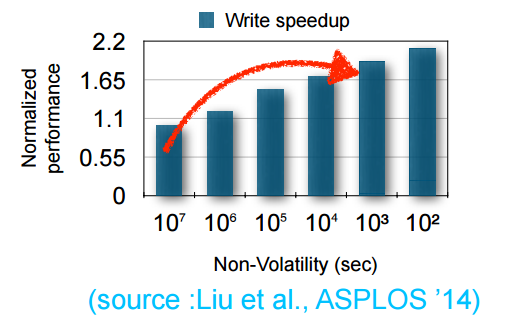 Write speedup
Normalized
performance
2.2
1.65
1.1
0.55
0
10⁷ 10⁶ 10⁵ 10⁴ 10³ 10²
Non-Volatility (sec)
(source :Liu et al., ASPLOS ’14)